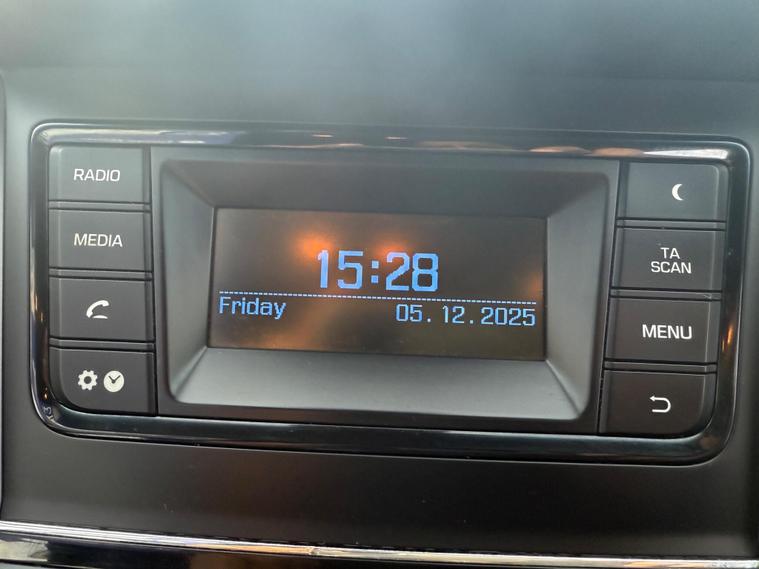 RADIO
MEDIA
15:28
Friday 05.12.2025
TA
SCAN
MENU